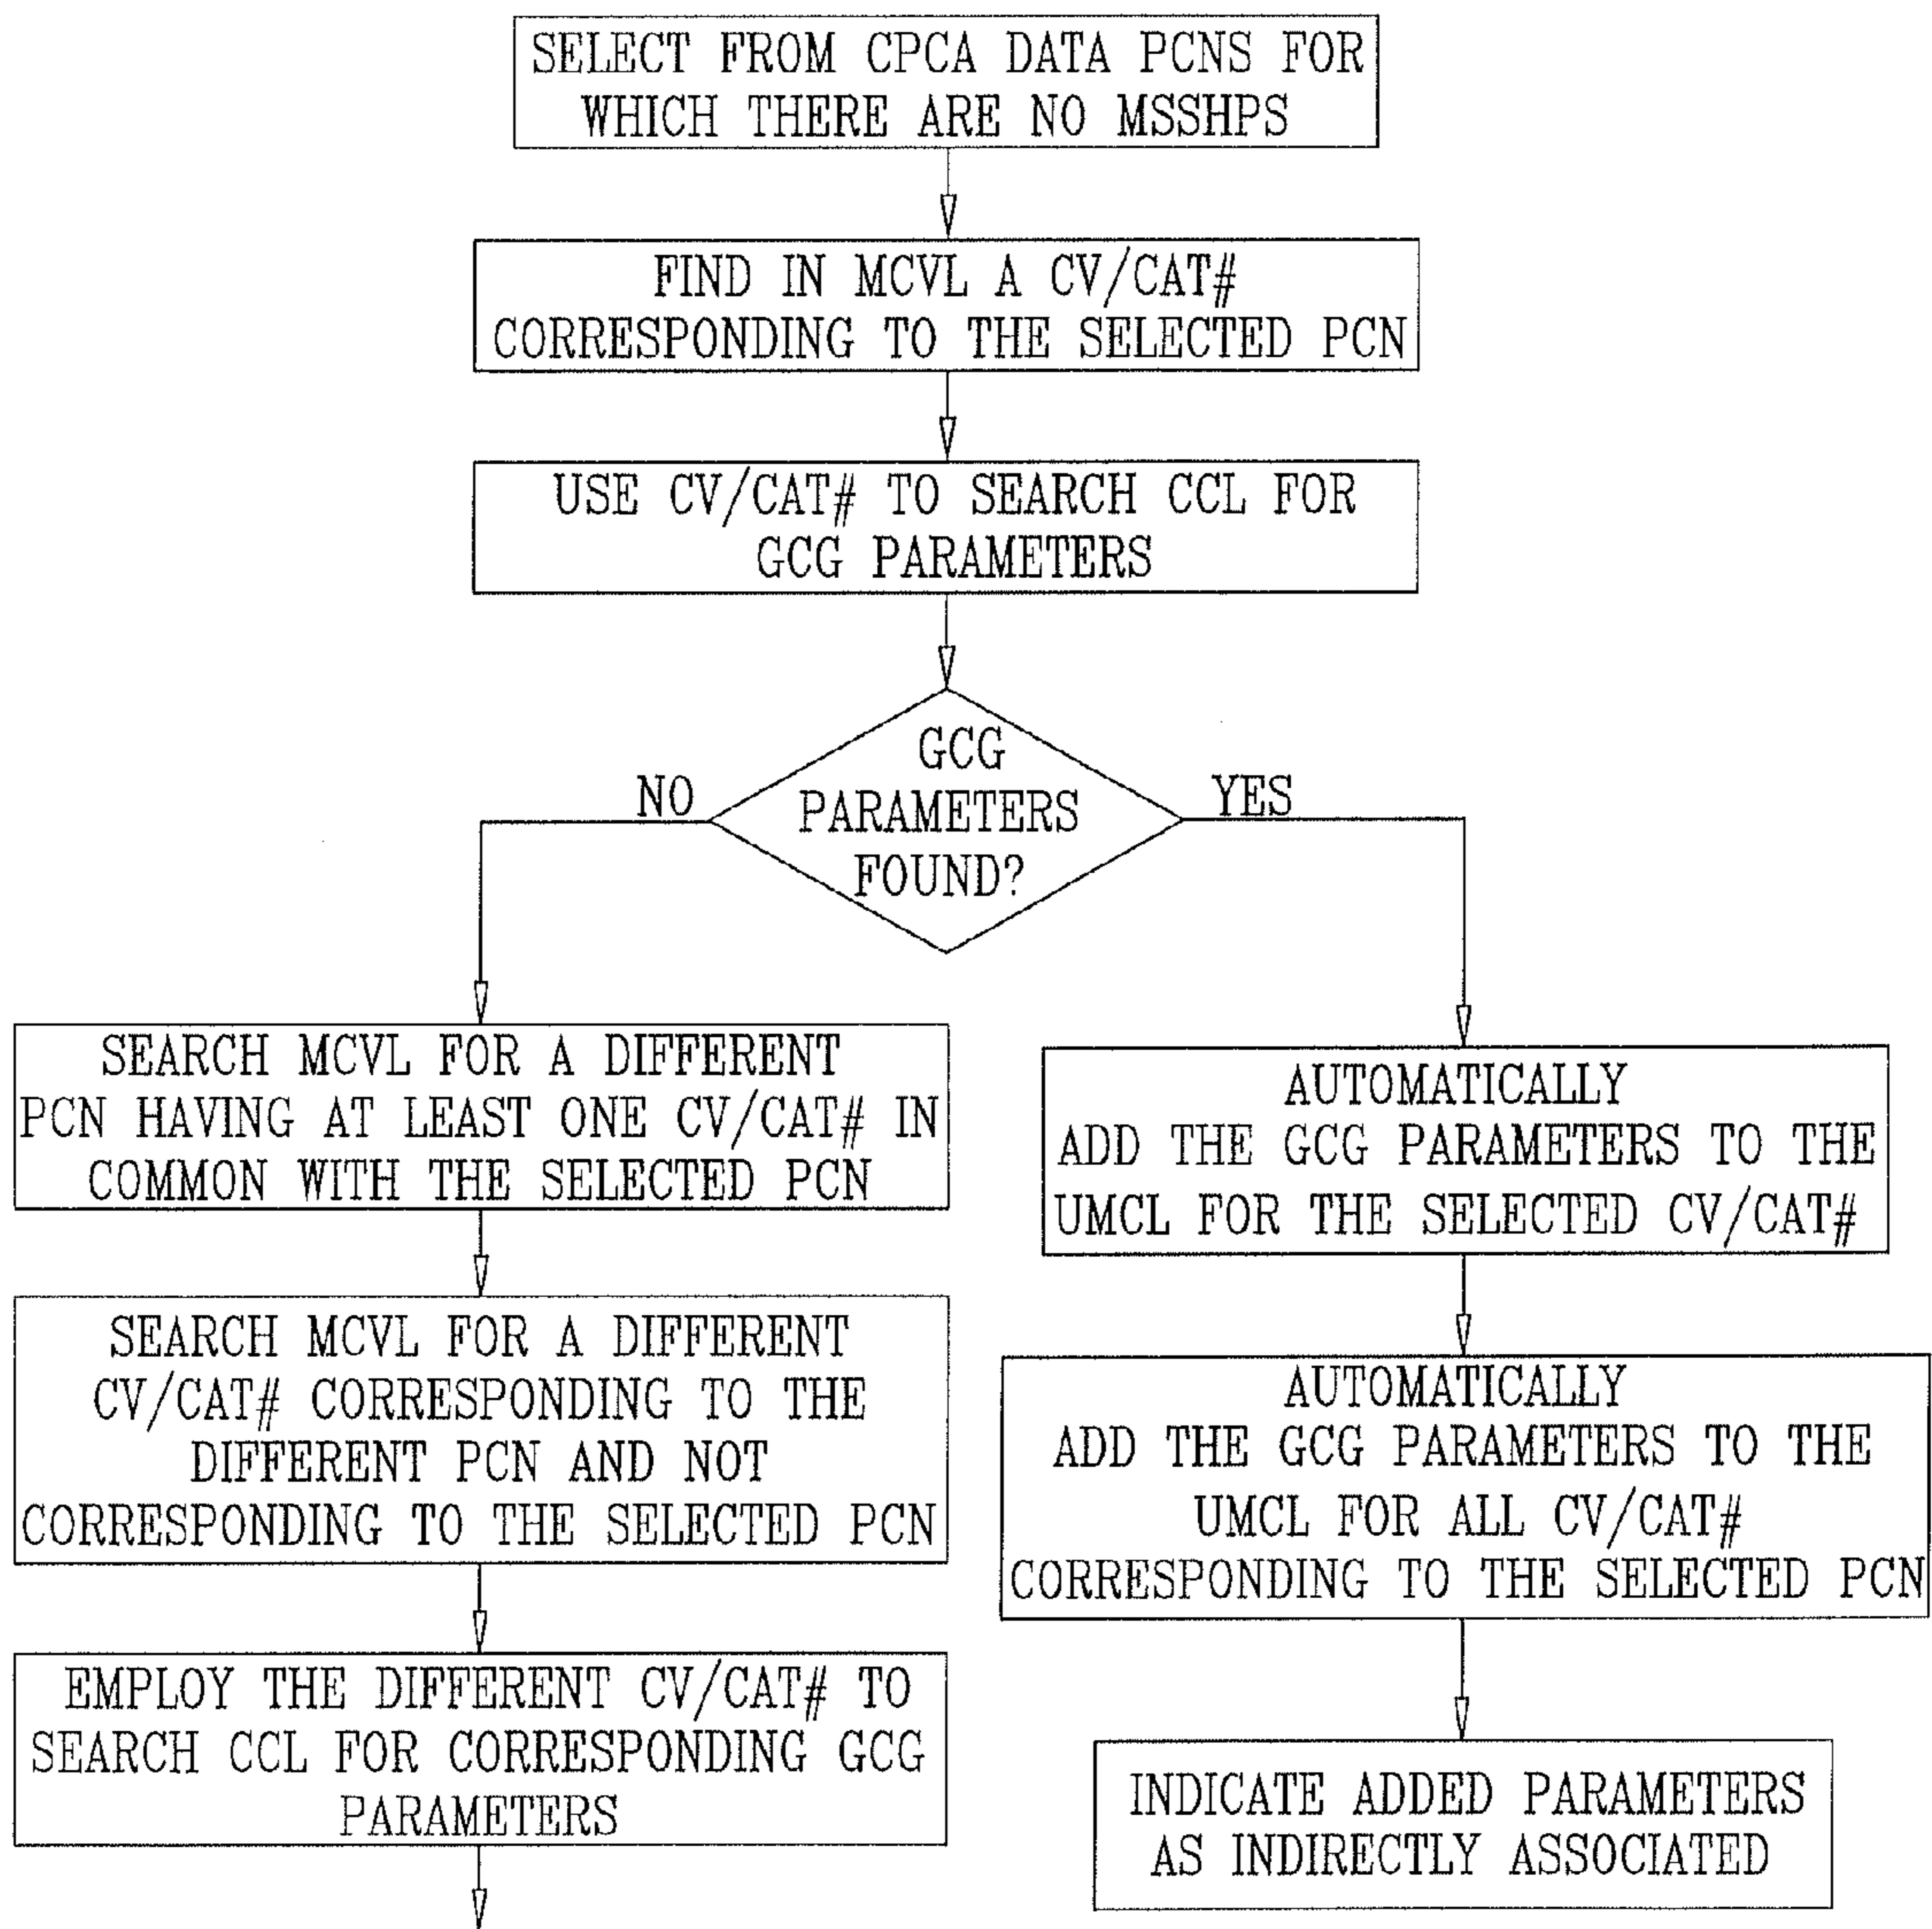 SELECT FROM CPCA DATA PCNS FOR
WHICH THERE ARE NO MSSHPS
FIND IN MCVL A CV/CAT#
CORRESPONDING TO THE SELECTED PCN
USE CV/CAT# TO SEARCH CCL FOR
GCG PARAMETERS
GCG
PARAMETERS
FOUND?
NO
YES
SEARCH MCVL FOR A DIFFERENT
PCN HAVING AT LEAST ONE CV/CAT# IN
COMMON WITH THE SELECTED PCN
SEARCH MCVL FOR A DIFFERENT
CV/CAT# CORRESPONDING TO THE
DIFFERENT PCN AND NOT
CORRESPONDING TO THE SELECTED PCN
EMPLOY THE DIFFERENT CV/CAT# TO
SEARCH CCL FOR CORRESPONDING GCG
PARAMETERS
AUTOMATICALLY
ADD THE GCG PARAMETERS TO THE
UMCL FOR THE SELECTED CV/CAT#
AUTOMATICALLY
ADD THE GCG PARAMETERS TO THE
UMCL FOR ALL CV/CAT#
CORRESPONDING TO THE SELECTED PCN
INDICATE ADDED PARAMETERS
AS INDIRECTLY ASSOCIATED